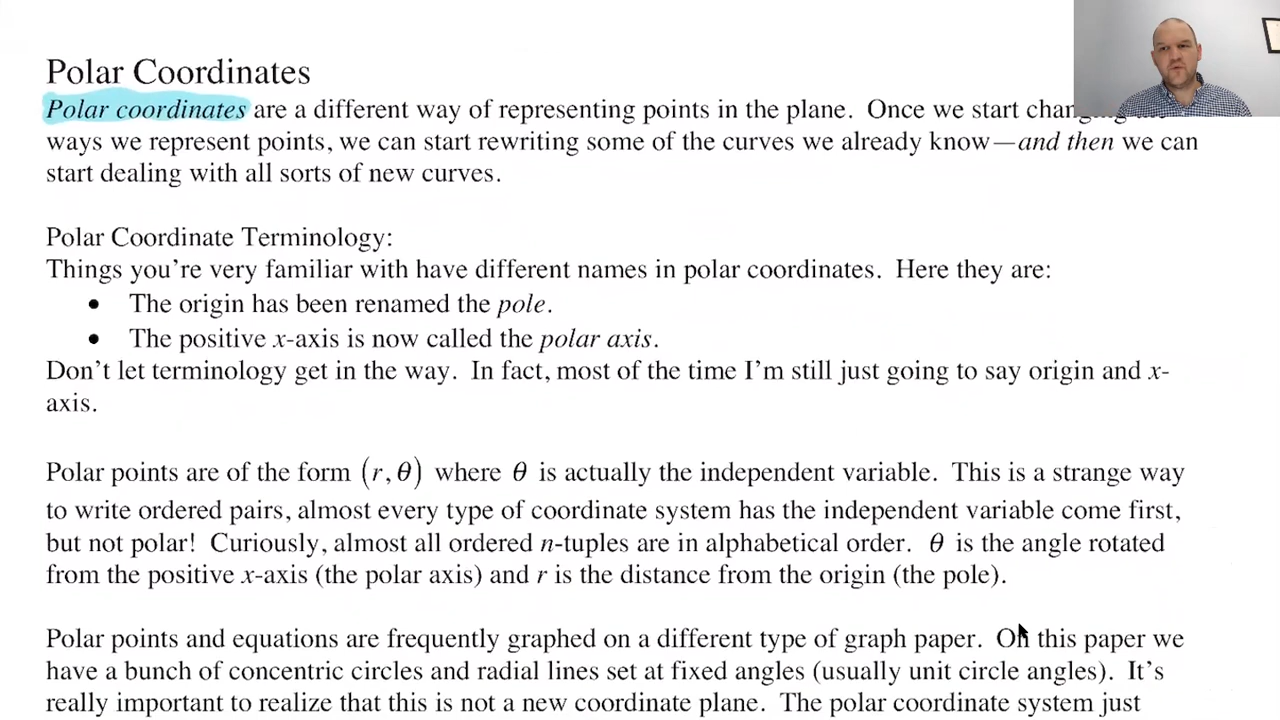 Polar Coordinates
Polar coordinates are a different way of representing points in the plane. Once we start chang
ways we represent points, we can start rewriting some of the curves we already know—and then we can
start dealing with all sorts of new curves.
Polar Coordinate Terminology:
Things you’re very familiar with have different names in polar coordinates. Here they are:
• The origin has been renamed the pole.
• The positive x-axis is now called the polar axis.
Don’t let terminology get in the way. In fact, most of the time I’m still just going to say origin and x-
axis.
Polar points are of the form (r, θ) where θ is actually the independent variable. This is a strange way
to write ordered pairs, almost every type of coordinate system has the independent variable come first,
but not polar! Curiously, almost all ordered n-tuples are in alphabetical order. θ is the angle rotated
from the positive x-axis (the polar axis) and r is the distance from the origin (the pole).
Polar points and equations are frequently graphed on a different type of graph paper. On this paper we
have a bunch of concentric circles and radial lines set at fixed angles (usually unit circle angles). It’s
really important to realize that this is not a new coordinate plane. The polar coordinate system just